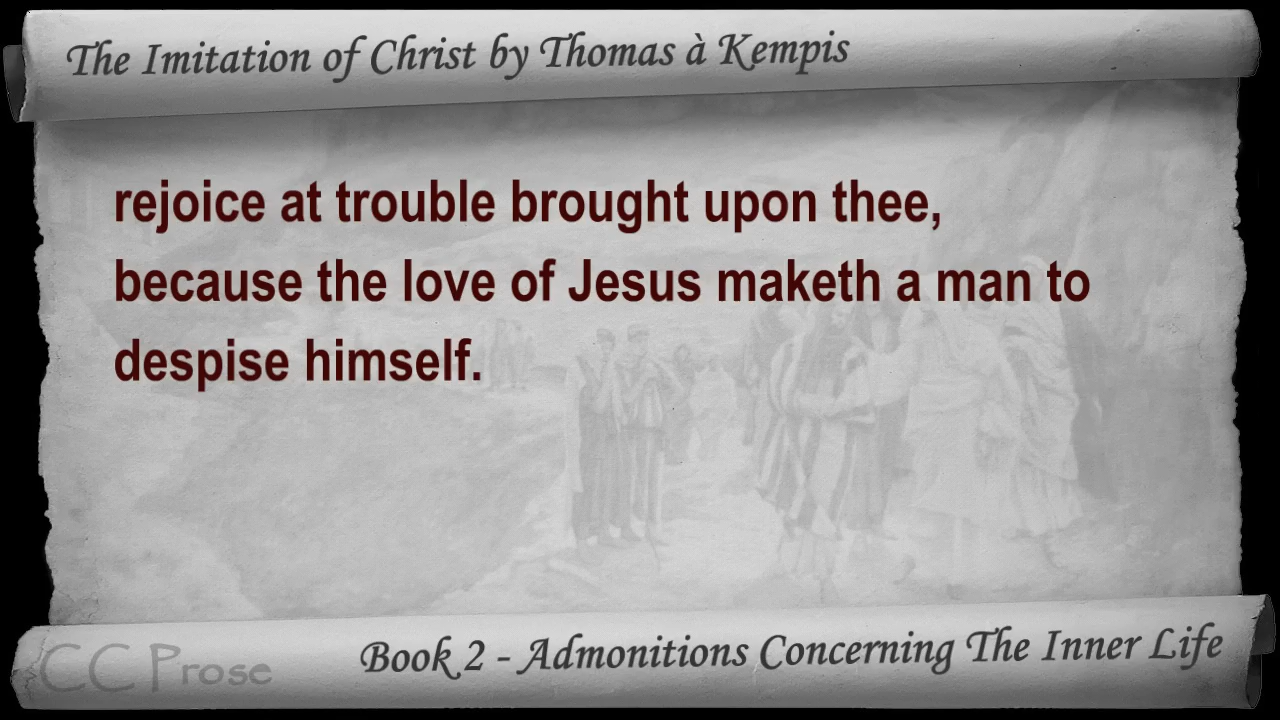 The Imitation of Christ by Thomas à Kempis
rejoice at trouble brought upon thee,
because the love of Jesus maketh a man to
despise himself.
CC Prose
Book 2 - Admonitions Concerning The Inner Life